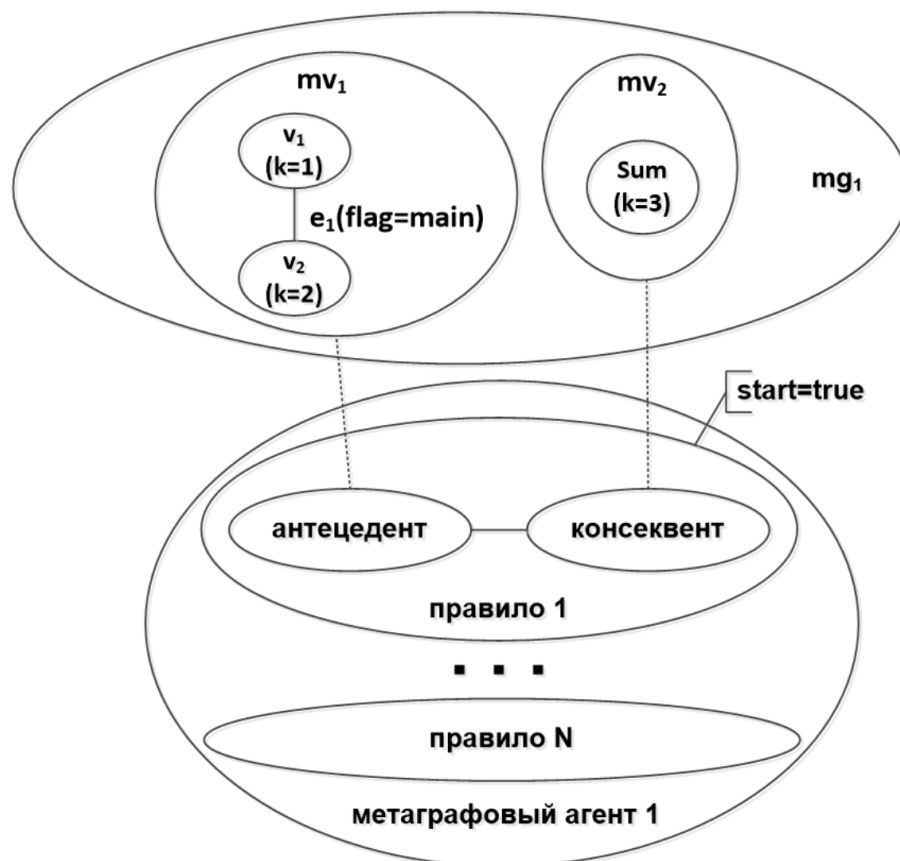 mv₁
mv₂
v₁
(k=1)
Sum
(k=3)
mg₁
e₁(flag=main)
v₂
(k=2)
start=true
антецедент
консеквент
правило 1
. . .
правило N
метаграфовый агент 1